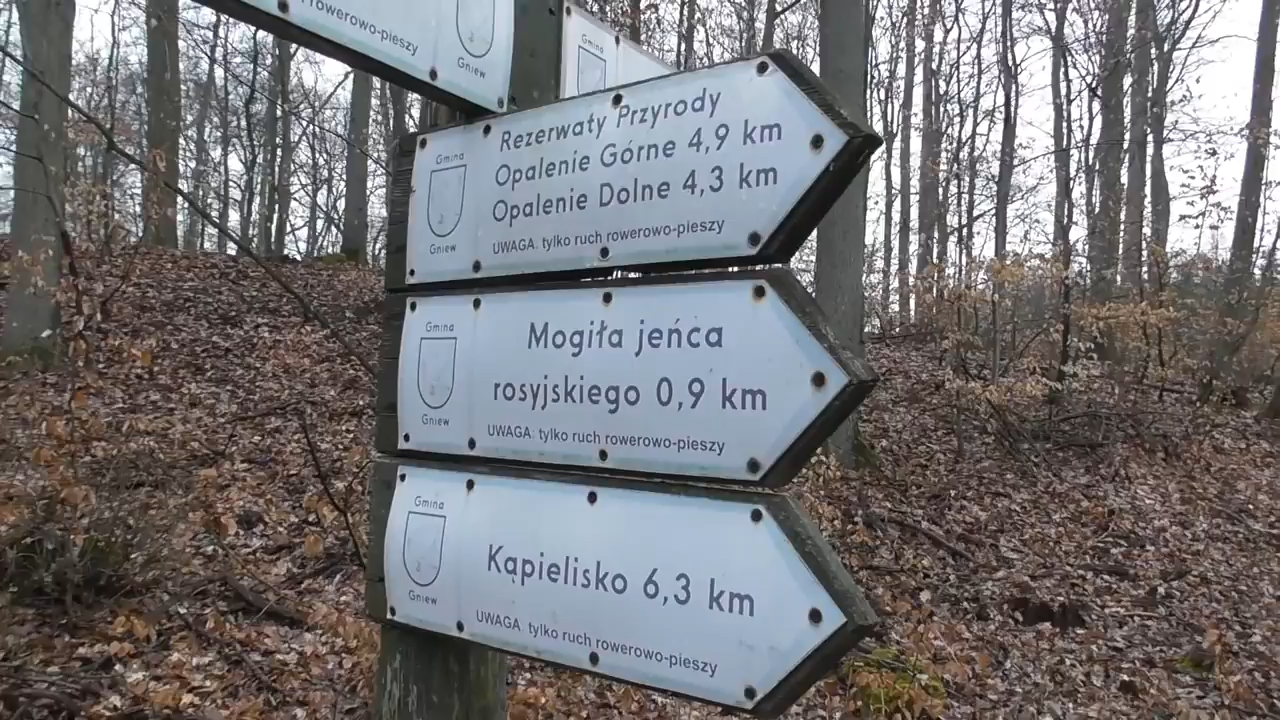 rowerowo-pieszy
Gniew
Gmina
Gmina
Gniew
Rezerwaty Przyrody
Opalenie Górne 4,9 km
Opalenie Dolne 4,3 km
UWAGA: tylko ruch rowerowo-pieszy
Gmina
Gniew
Mogiła jeńca
rosyjskiego 0,9 km
UWAGA: tylko ruch rowerowo-pieszy
Gmina
Gniew
Kąpielisko 6,3 km
UWAGA: tylko ruch rowerowo-pieszy